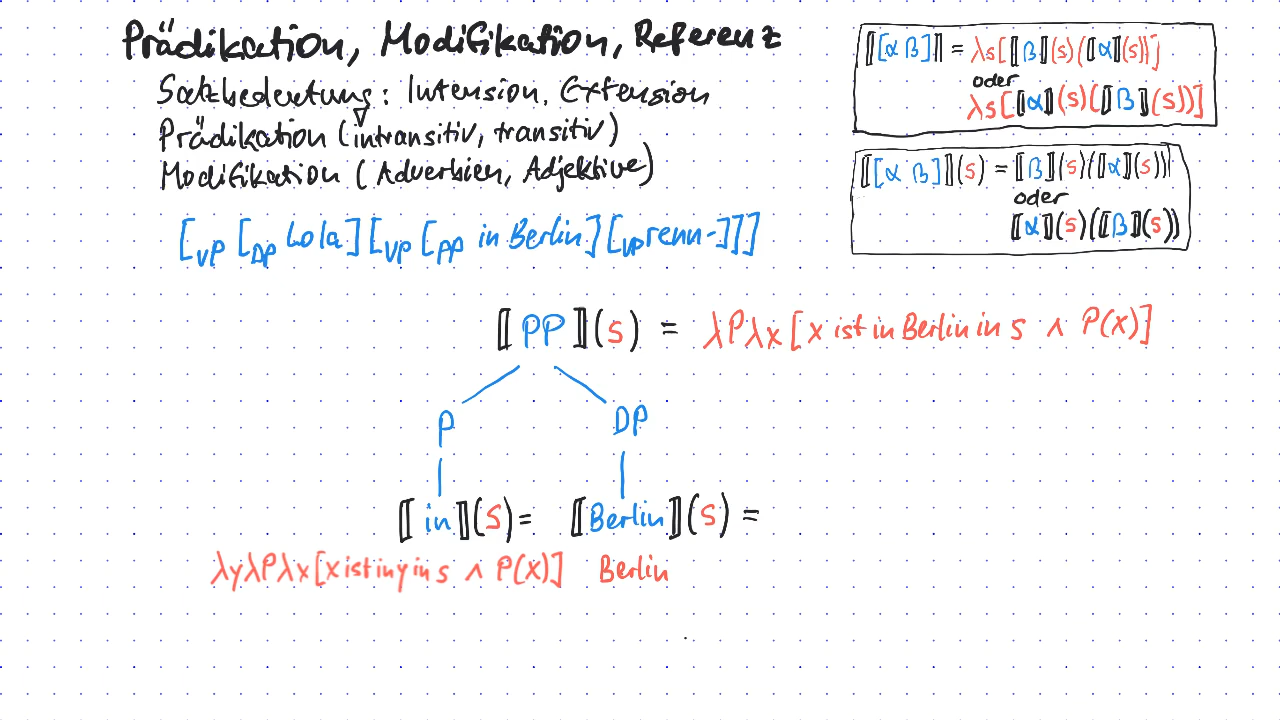 Prädikation, Modifikation, Referenz
Satzbedeutung: Intension, Extension
Prädikation (intransitiv, transitiv)
Modifikation (Adverbien, Adjektive)
⟦[α β]⟧ = λs[⟦β⟧(s)(⟦α⟧(s))]
oder
λs[⟦α⟧(s)(⟦β⟧(s))]
⟦[α β]⟧(s) = ⟦β⟧(s)(⟦α⟧(s))
oder
⟦α⟧(s)(⟦β⟧(s))
[VP [DP Lola] [VP [PP in Berlin] [VP renn-]]]
⟦PP⟧(s) = λPλx[x ist in Berlin in s ∧ P(x)]
P DP
⟦in⟧(s) = ⟦Berlin⟧(s) =
λyλPλx[x ist in y in s ∧ P(x)] Berlin